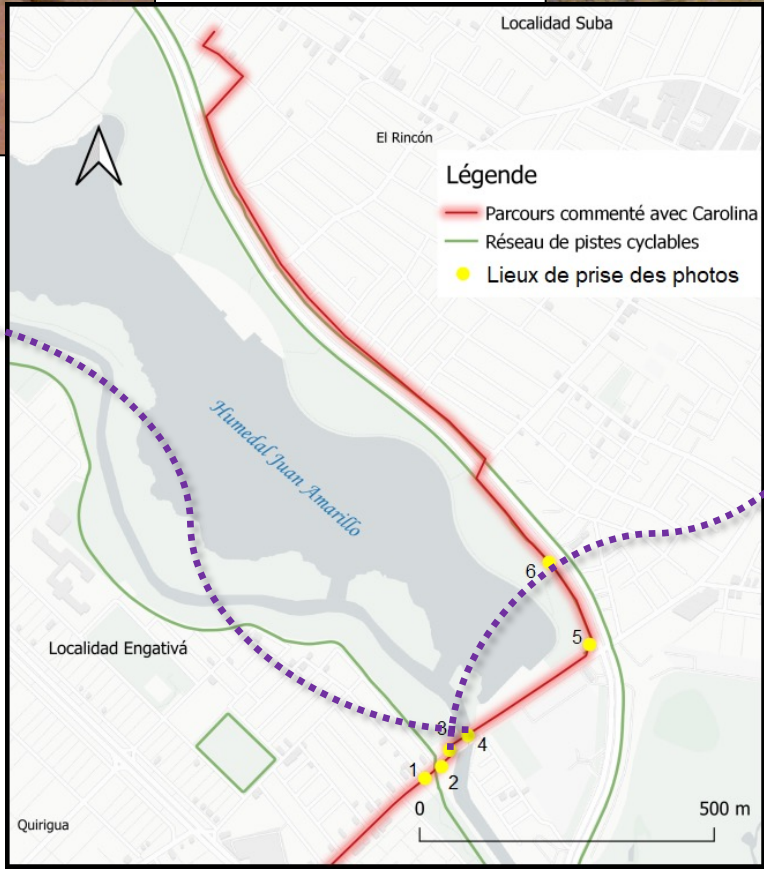 Localidad Suba
El Rincón
Légende
Parcours commenté avec Carolina
Réseau de pistes cyclables
Lieux de prise des photos
Humedal Juan Amarillo
6
5
Localidad Engativá
3
4
1
2
0
500 m
Quirigua